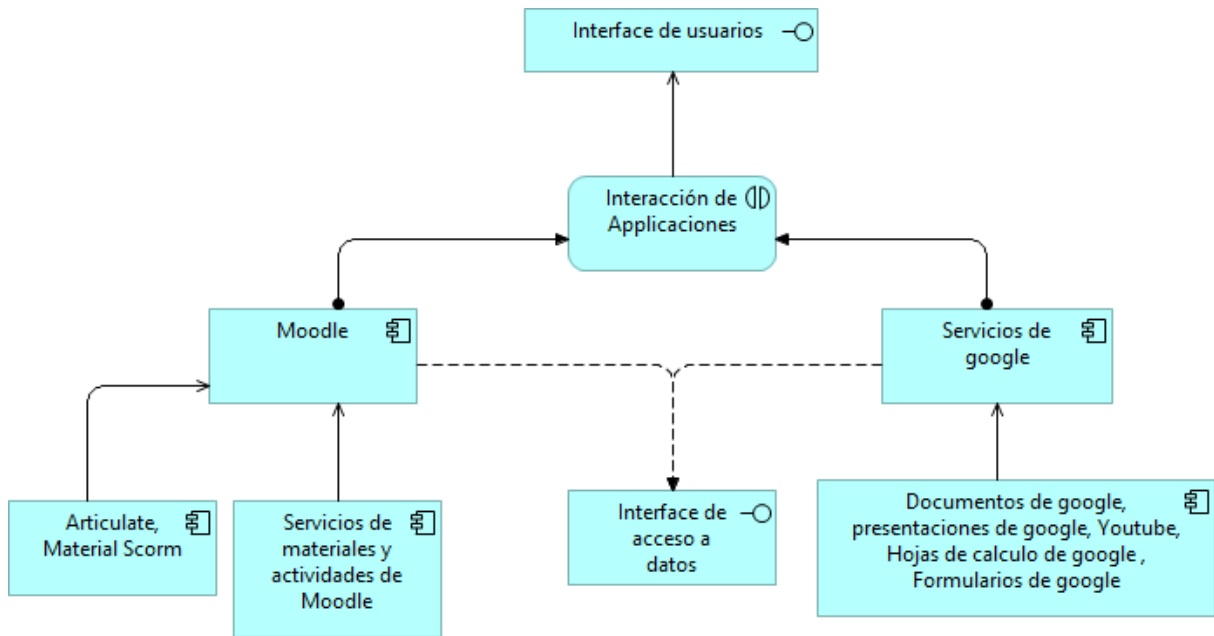 Interface de usuarios
Interacción de
Applicaciones
Moodle
Servicios de
google
Articulate,
Material Scorm
Servicios de
materiales y
actividades de
Moodle
Interface de
acceso a
datos
Documentos de google,
presentaciones de google, Youtube,
Hojas de calculo de google ,
Formularios de google